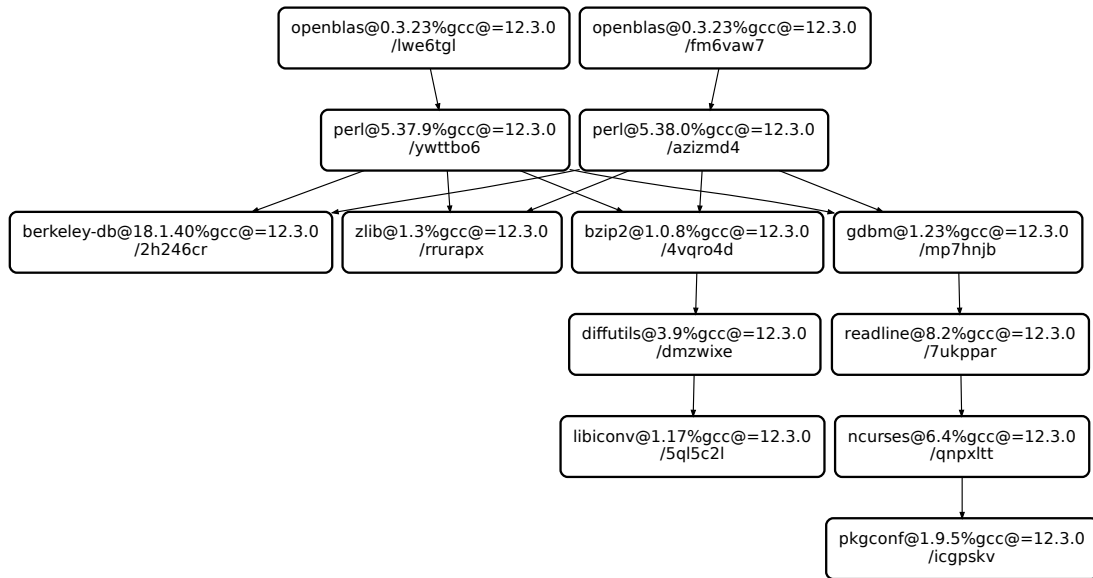 openblas@0.3.23%gcc@=12.3.0
/lwe6tgl
openblas@0.3.23%gcc@=12.3.0
/fm6vaw7
perl@5.37.9%gcc@=12.3.0
/ywttbo6
perl@5.38.0%gcc@=12.3.0
/azizmd4
berkeley-db@18.1.40%gcc@=12.3.0
/2h246cr
zlib@1.3%gcc@=12.3.0
/rrurapx
bzip2@1.0.8%gcc@=12.3.0
/4vqro4d
gdbm@1.23%gcc@=12.3.0
/mp7hnjb
diffutils@3.9%gcc@=12.3.0
/dmzwixe
readline@8.2%gcc@=12.3.0
/7ukppar
libiconv@1.17%gcc@=12.3.0
/5ql5c2l
ncurses@6.4%gcc@=12.3.0
/qnpxltt
pkgconf@1.9.5%gcc@=12.3.0
/icgpskv